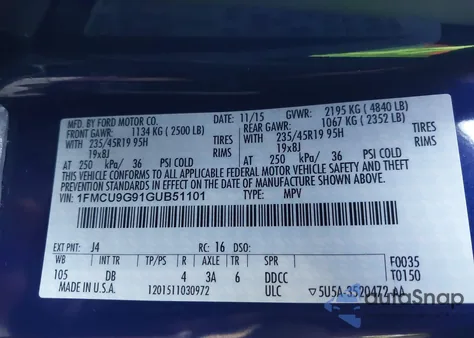 MFD. BY FORD MOTOR CO.
DATE: 11/15 GVWR: 2195 KG ( 4840 LB)
FRONT GAWR: 1134 KG ( 2500 LB) REAR GAWR: 1067 KG ( 2352 LB)
WITH 235/45R19 95H WITH 235/45R19 95H
19x8J 19x8J
AT 250 kPa/ 36 PSI COLD AT 250 kPa/ 36 PSI COLD
THIS VEHICLE CONFORMS TO ALL APPLICABLE FEDERAL MOTOR VEHICLE SAFETY, BUMPER, AND THEFT PREVENTION STANDARDS IN EFFECT ON THE DATE OF MANUFACTURE SHOWN ABOVE.
VIN: 1FMCU9G91GUB51101 TYPE: MPV
EXT PNT: J4 RC: 16 DSO:
WB INT TR TP/PS R AXLE TR SPR F0035
105 DB 4 3A 6 DDCC T0150
MADE IN U.S.A. 1201511030972 ULC ▽5U5A-3520472-AA
autoSnap